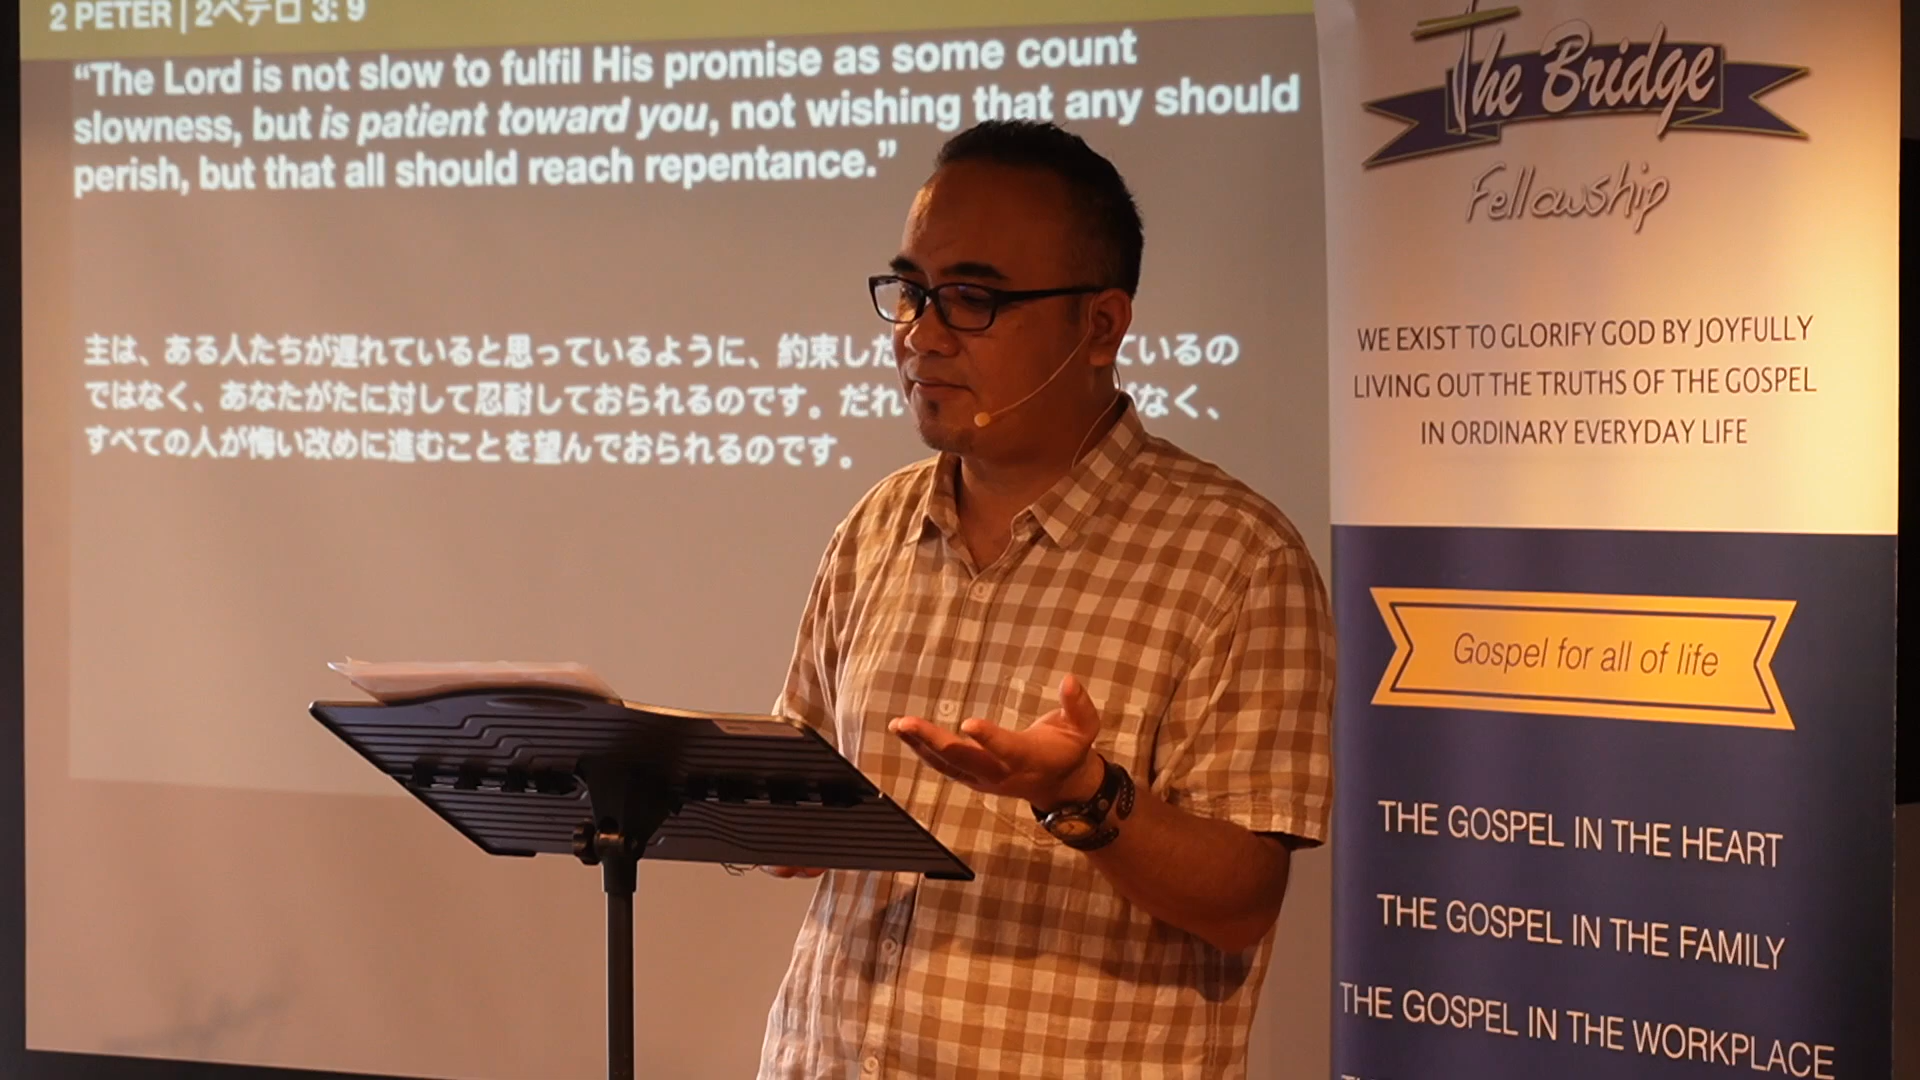 2 PETER | 2ペテロ 3: 9
“The Lord is not slow to fulfil His promise as some count
slowness, but is patient toward you, not wishing that any should
perish, but that all should reach repentance.”
主は、ある人たちが遅れていると思っているように、約束した ているの
ではなく、あなたがたに対して忍耐しておられるのです。だれ なく、
すべての人が悔い改めに進むことを望んでおられるのです。
The Bridge
Fellowship
WE EXIST TO GLORIFY GOD BY JOYFULLY
LIVING OUT THE TRUTHS OF THE GOSPEL
IN ORDINARY EVERYDAY LIFE
Gospel for all of life
THE GOSPEL IN THE HEART
THE GOSPEL IN THE FAMILY
THE GOSPEL IN THE WORKPLACE